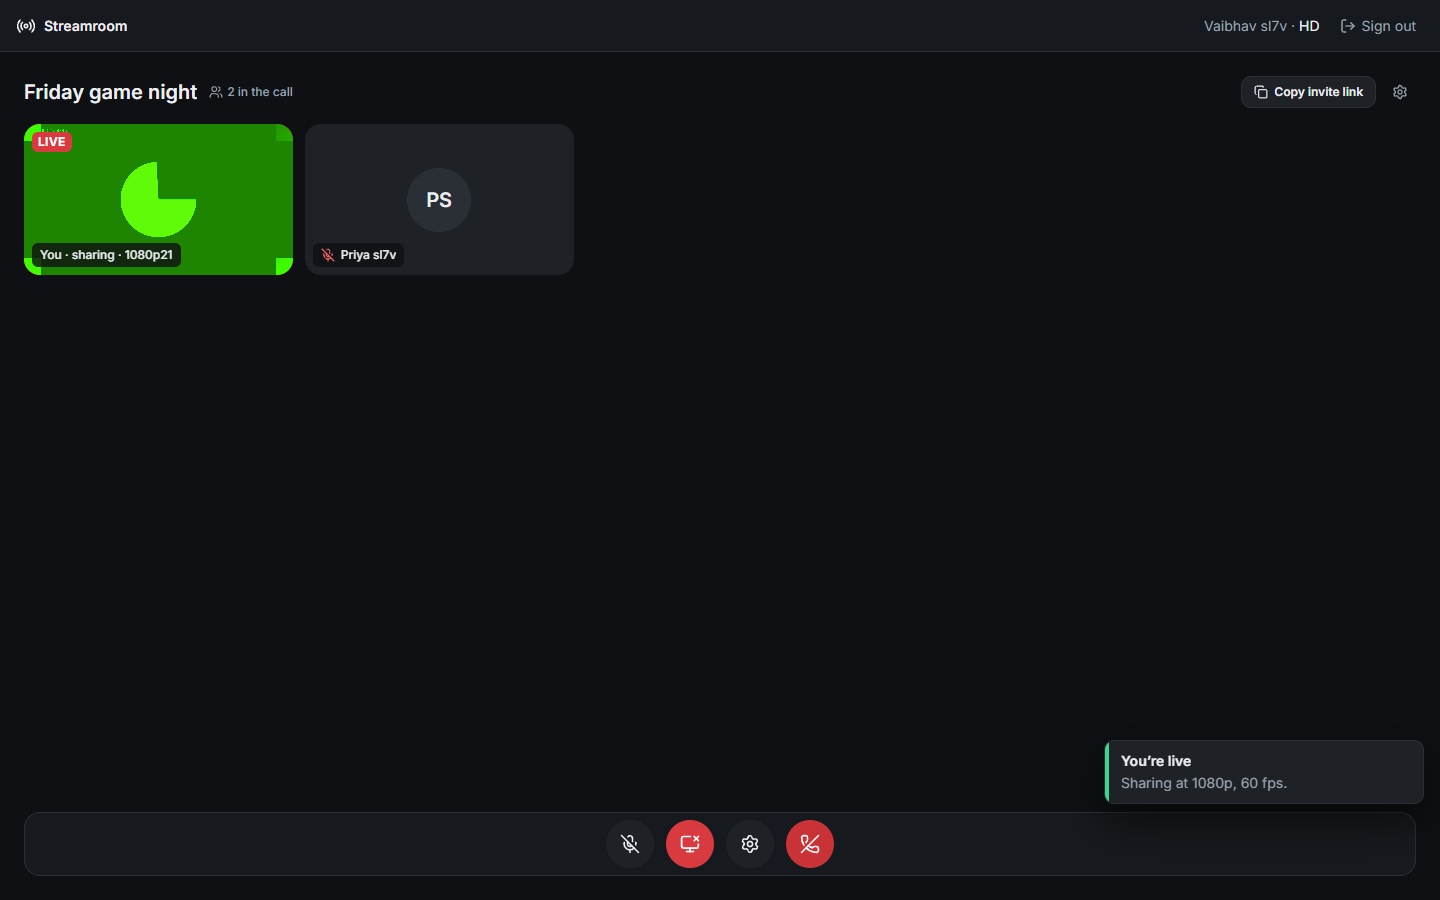 Streamroom
Vaibhav sl7v · HD
Sign out
Friday game night
2 in the call
Copy invite link
LIVE
You · sharing · 1080p21
PS
Priya sl7v
You're live
Sharing at 1080p, 60 fps.